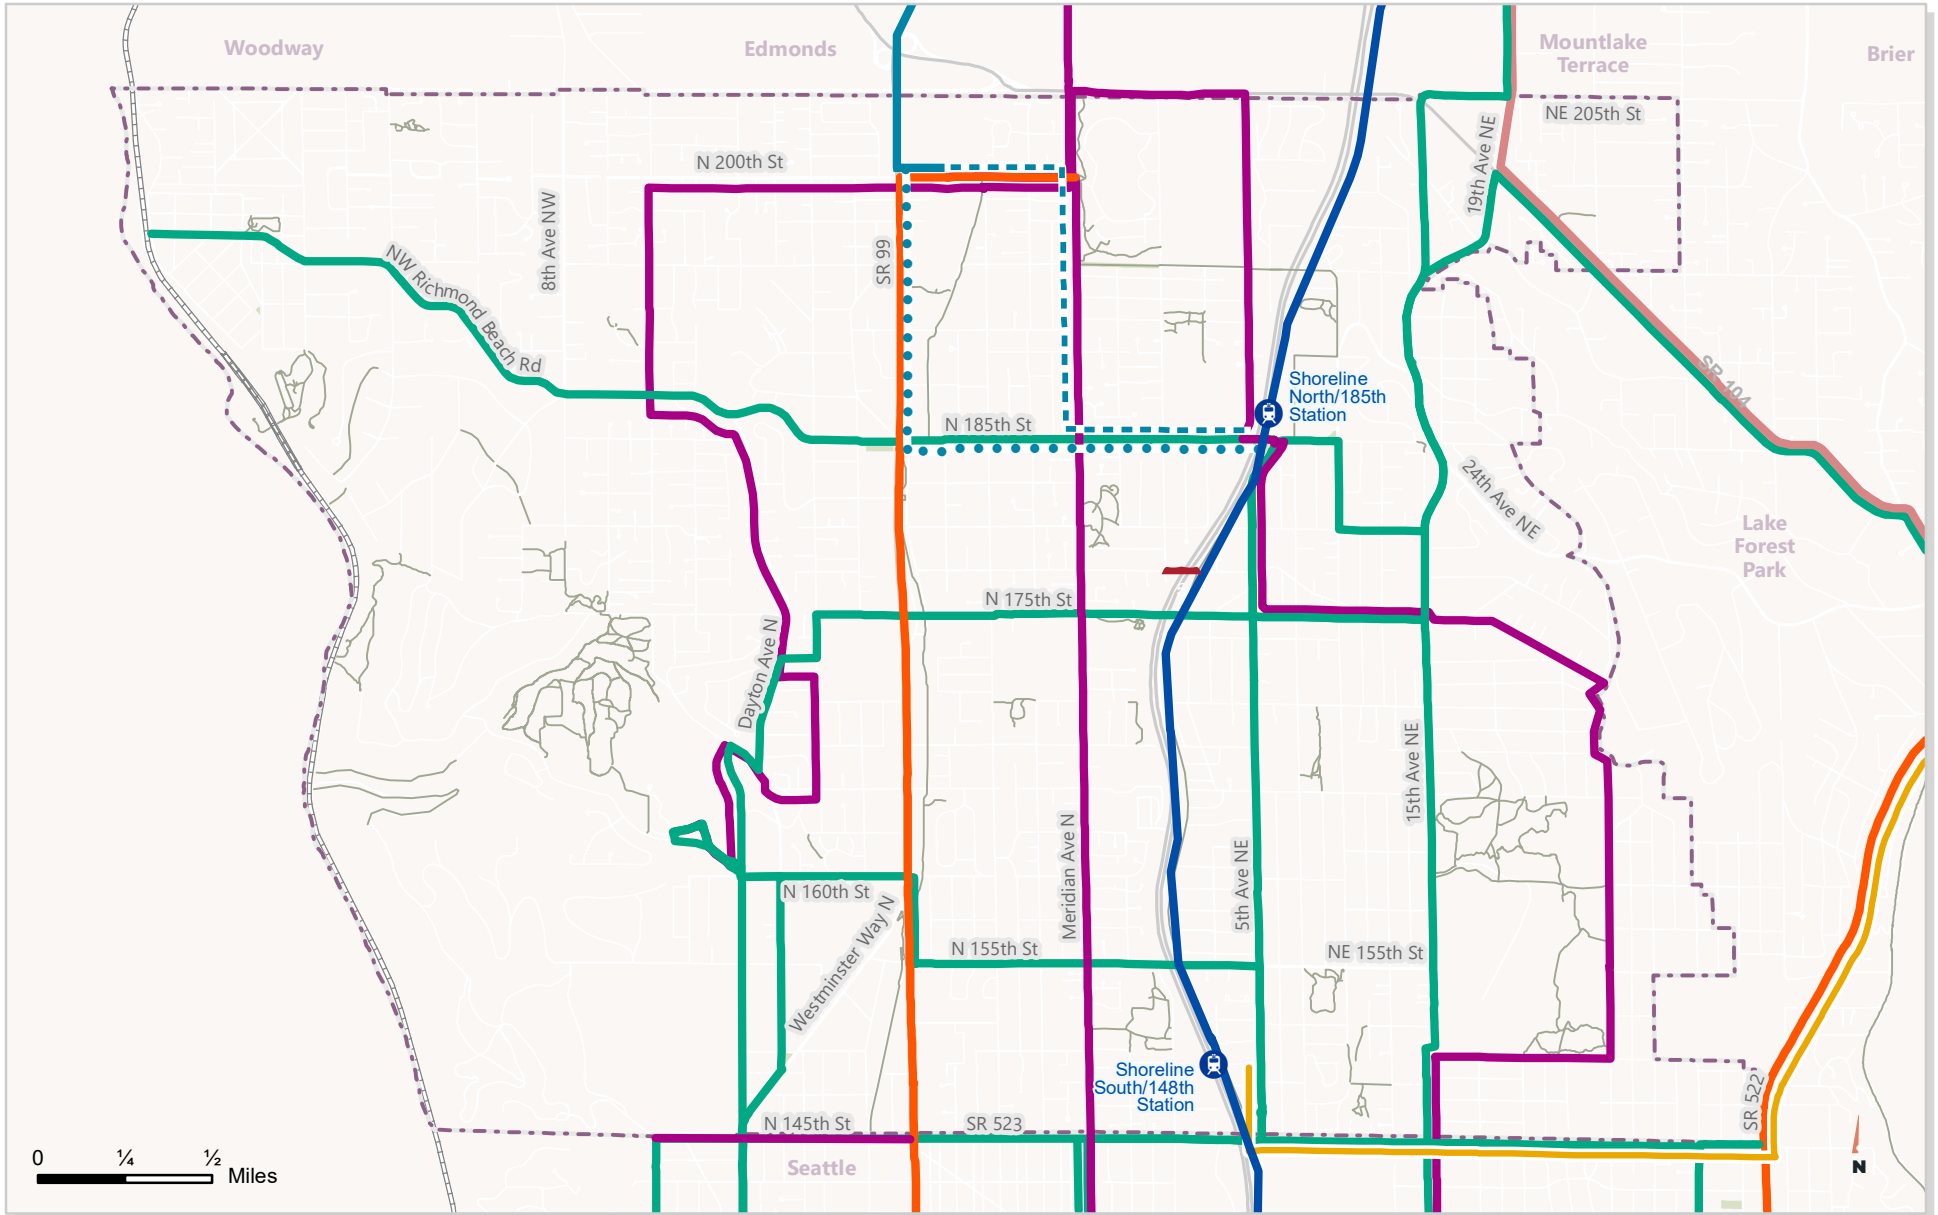 Woodway
Edmonds
Mountlake
Terrace
Brier
NE 205th St
N 200th St
19th Ave NE
8th Ave NW
SR 99
NW Richmond Beach Rd
SR 104
Shoreline
North/185th
Station
N 185th St
24th Ave NE
Lake
Forest
Park
N 175th St
Dayton Ave N
15th Ave NE
Meridian Ave N
5th Ave NE
N 160th St
Westminster Way N
N 155th St
NE 155th St
Shoreline
South/148th
Station
SR 522
N 145th St
SR 523
Seattle
0 ¼ ½
Miles
N